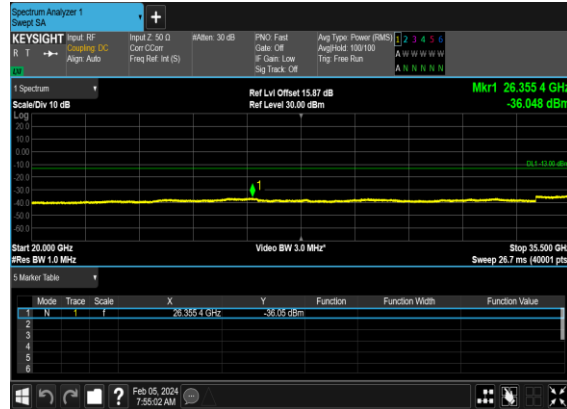 Spectrum Analyzer 1
Swept SA
+
KEYSIGHT Input: RF Input Z: 50 Ω #Atten: 30 dB PNO: Fast Avg Type: Power (RMS) 1 2 3 4 5 6
R T Coupling: DC Corr CCorr Gate: Off Avg|Hold: 100/100 A W W W W W
Align: Auto Freq Ref: Int (S) IF Gain: Low Trig: Free Run
Sig Track: Off A N N N N N
1 Spectrum Ref Lvl Offset 15.87 dB Mkr1 26.355 4 GHz
Scale/Div 10 dB Ref Level 30.00 dBm -36.048 dBm
Log
20.0
10.0
0.00
-10.0
DL1 -13.00 dBm
-20.0
1
-30.0
-40.0
-50.0
-60.0
Start 20.000 GHz Video BW 3.0 MHz* Stop 35.500 GHz
#Res BW 1.0 MHz Sweep 26.7 ms (40001 pts)
5 Marker Table
Mode Trace Scale X Y Function Function Width Function Value
1 N 1 f 26.355 4 GHz -36.05 dBm
2
3
4
5
6
? Feb 05, 2024
7:55:02 AM